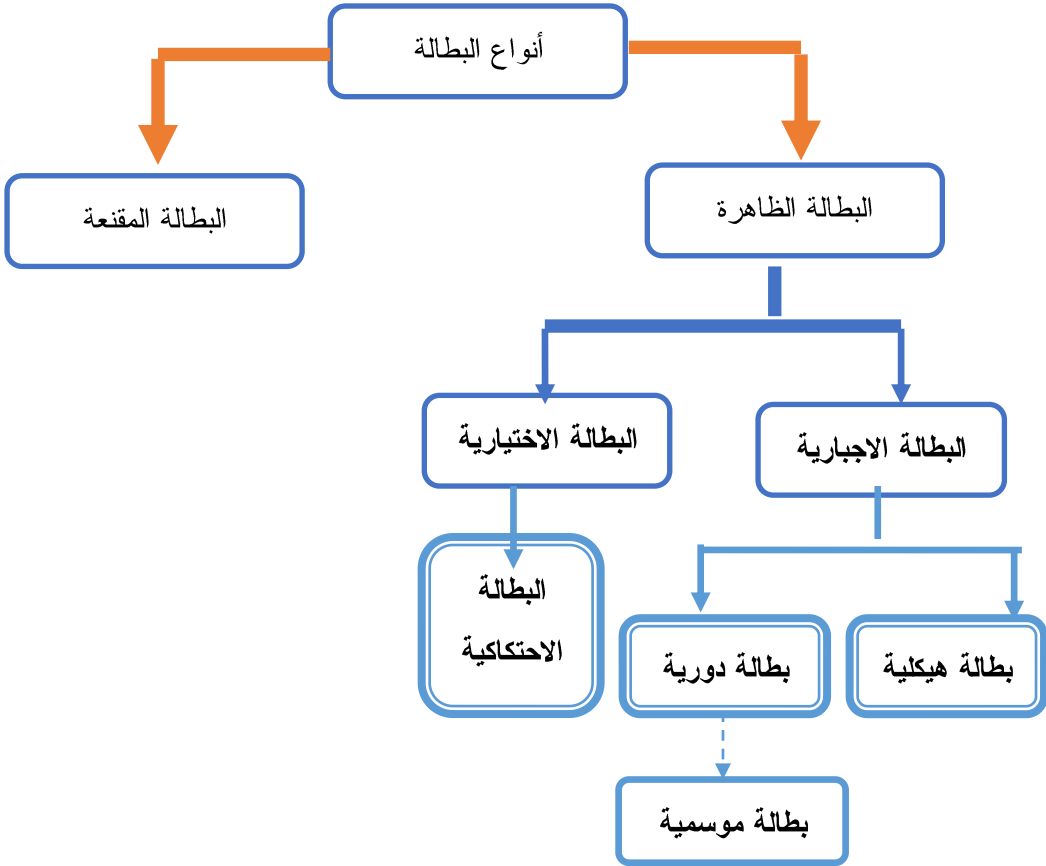 أنواع البطالة
البطالة الظاهرة
البطالة المقنعة
البطالة الاجبارية
البطالة الاختيارية
بطالة هيكلية
بطالة دورية
البطالة
الاحتكاكية
بطالة موسمية